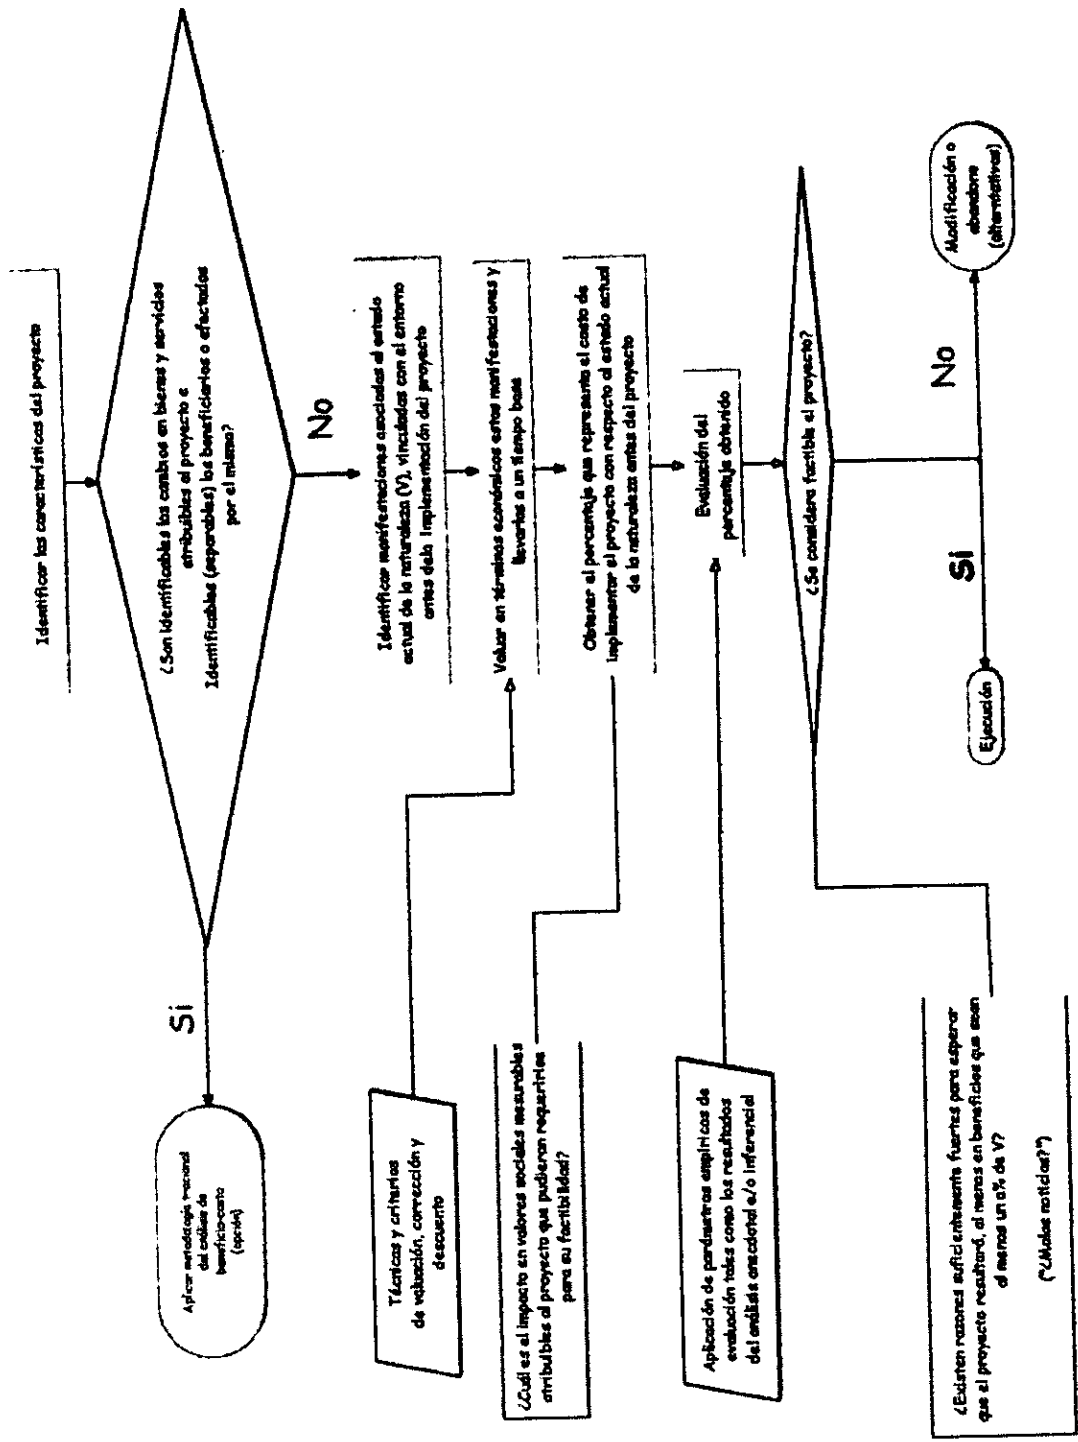 Identificar las características del proyecto
¿Son identificables los cambios en bienes y servicios
atribuibles al proyecto e
Identificables (separables) los beneficiarios o afectados
por el mismo?
Si
No
Aplicar metodología tracional
del análisis de
beneficio-costo
(opción)
Identificar manifestaciones asociadas al estado
actual de la naturaleza (V), vinculadas con el entorno
antes dela implementación del proyecto
Técnicas y criterios
de valuación, corrección y
descuento
Valuar en términos económicos estas manifestaciones y
llevarlas a un tiempo base
¿Cuál es el impacto en valores sociales mesurables
atribuibles al proyecto que pudieran requerirles
para su factibilidad?
Obtener el porcentaje que representa el costo de
implementar el proyecto con respecto al estado actual
de la naturaleza antes del proyecto
Aplicación de parámetros empíricos de
evaluación tales como los resultados
del análisis anecdotal e/o inferencial
Evaluación del
porcentaje obtenido
¿Se considera factible el proyecto?
¿Existen razones suficientemente fuertes para esperar
que el proyecto resultará, al menos en beneficios que sean
al menos un α% de V?
("¿Malas noticias?")
Si
No
Ejecución
Modificación o
abandono
(alternativas)